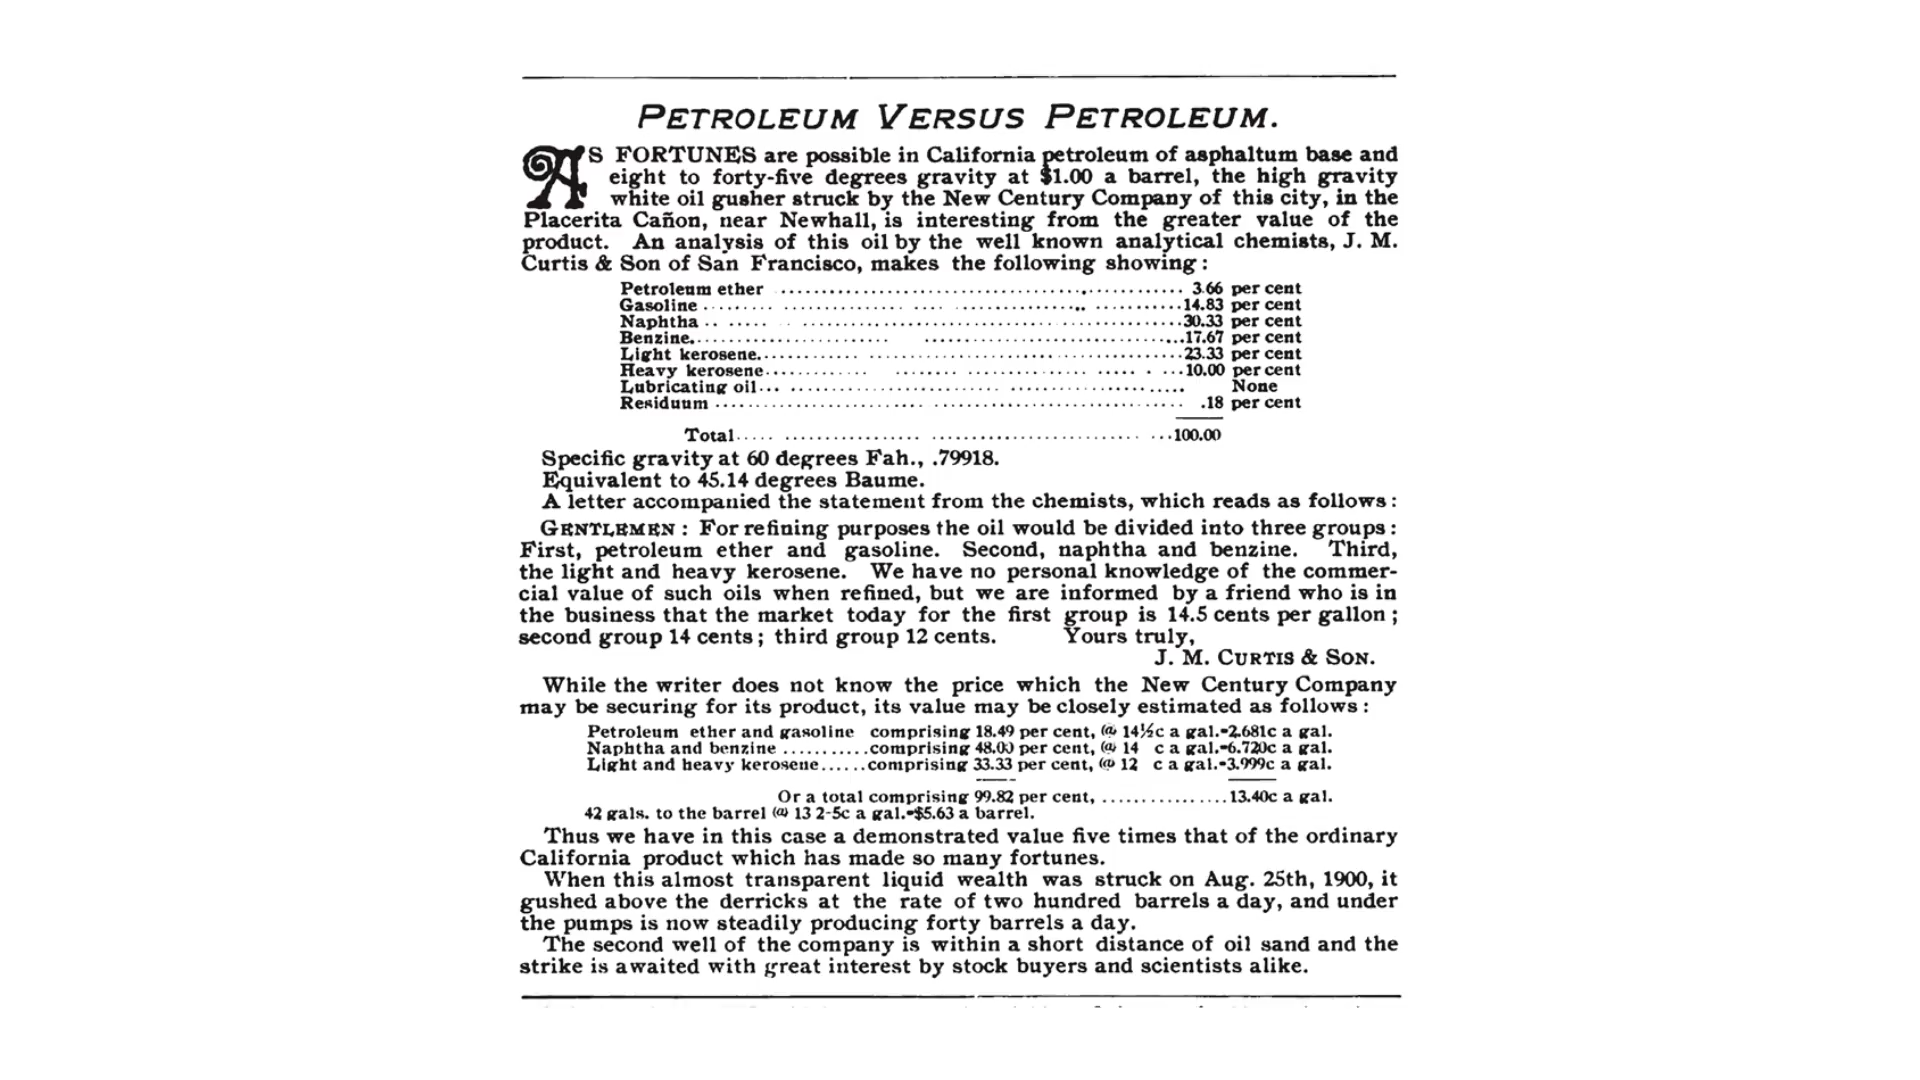 PETROLEUM VERSUS PETROLEUM.
AS FORTUNES are possible in California petroleum of asphaltum base and
eight to forty-five degrees gravity at $1.00 a barrel, the high gravity
white oil gusher struck by the New Century Company of this city, in the
Placerita Cañon, near Newhall, is interesting from the greater value of the
product. An analysis of this oil by the well known analytical chemists, J. M.
Curtis & Son of San Francisco, makes the following showing:
Petroleum ether ........................................ 3.66 per cent
Gasoline ........................................ 14.83 per cent
Naphtha ........................................ 30.33 per cent
Benzine ........................................ 17.67 per cent
Light kerosene ........................................ 23.33 per cent
Heavy kerosene ........................................ 10.00 per cent
Lubricating oil ........................................ None
Residuum ........................................ .18 per cent
Total ........................................ 100.00
Specific gravity at 60 degrees Fah., .79918.
Equivalent to 45.14 degrees Baume.
A letter accompanied the statement from the chemists, which reads as follows:
GENTLEMEN: For refining purposes the oil would be divided into three groups:
First, petroleum ether and gasoline. Second, naphtha and benzine. Third,
the light and heavy kerosene. We have no personal knowledge of the commer-
cial value of such oils when refined, but we are informed by a friend who is in
the business that the market today for the first group is 14.5 cents per gallon;
second group 14 cents; third group 12 cents. Yours truly,
J. M. CURTIS & SON.
While the writer does not know the price which the New Century Company
may be securing for its product, its value may be closely estimated as follows:
Petroleum ether and gasoline comprising 18.49 per cent, @ 14½c a gal.=2.681c a gal.
Naphtha and benzine ...........comprising 48.00 per cent, @ 14 c a gal.=6.720c a gal.
Light and heavy kerosene......comprising 33.33 per cent, @ 12 c a gal.=3.999c a gal.
Or a total comprising 99.82 per cent, .................13.40c a gal.
42 gals. to the barrel @ 13 2-5c a gal.=$5.63 a barrel.
Thus we have in this case a demonstrated value five times that of the ordinary
California product which has made so many fortunes.
When this almost transparent liquid wealth was struck on Aug. 25th, 1900, it
gushed above the derricks at the rate of two hundred barrels a day, and under
the pumps is now steadily producing forty barrels a day.
The second well of the company is within a short distance of oil sand and the
strike is awaited with great interest by stock buyers and scientists alike.